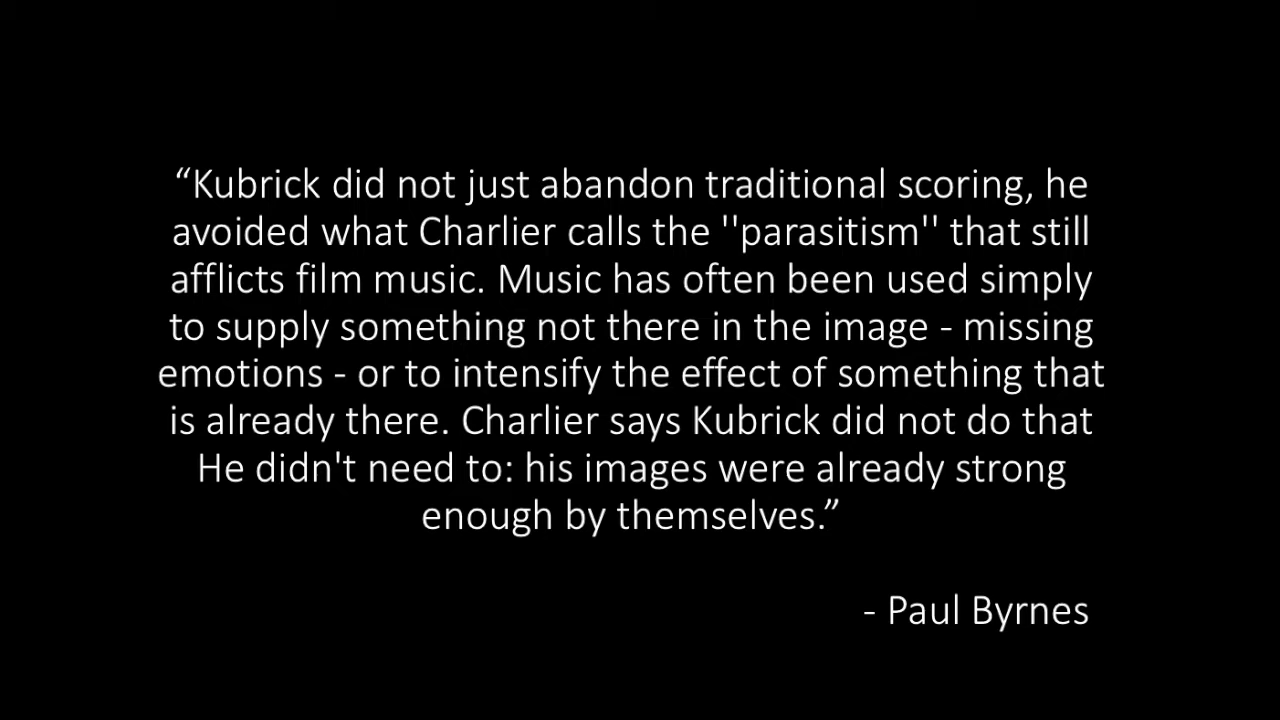 “Kubrick did not just abandon traditional scoring, he
avoided what Charlier calls the ''parasitism'' that still
afflicts film music. Music has often been used simply
to supply something not there in the image - missing
emotions - or to intensify the effect of something that
is already there. Charlier says Kubrick did not do that
He didn't need to: his images were already strong
enough by themselves.”
- Paul Byrnes